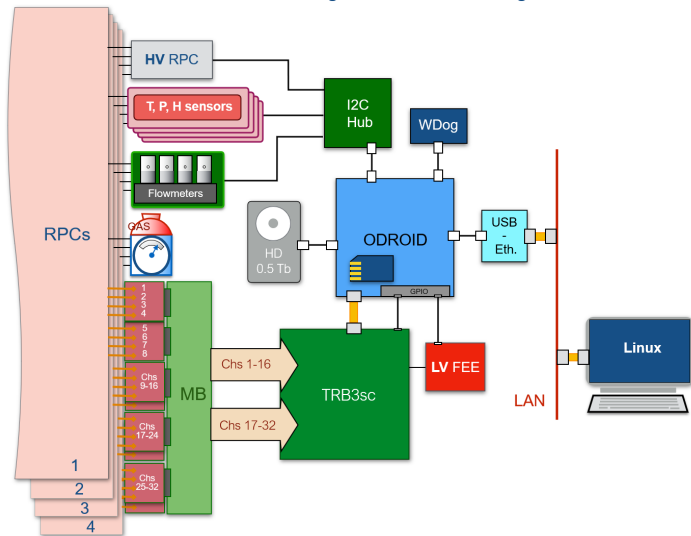 HV RPC
T, P, H sensors
Flowmeters
GAS
RPCs
1
2
3
4
5
6
7
8
Chs
9-16
Chs
17-24
Chs
25-32
MB
Chs 1-16
Chs 17-32
I2C
Hub
WDog
HD
0.5 Tb
ODROID
GPIO
USB
-
Eth.
TRB3sc
LV FEE
LAN
Linux
1
2
3
4